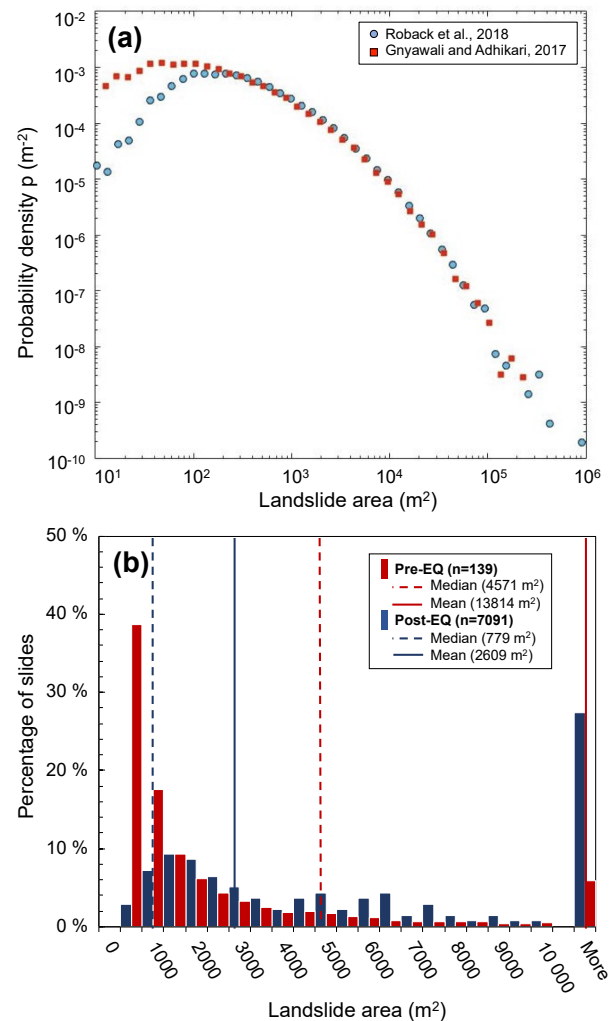 (a)
Roback et al., 2018
Gnyawali and Adhikari, 2017
Probability density p (m⁻²)
10⁻²
10⁻³
10⁻⁴
10⁻⁵
10⁻⁶
10⁻⁷
10⁻⁸
10⁻⁹
10⁻¹⁰
10¹ 10² 10³ 10⁴ 10⁵ 10⁶
Landslide area (m²)
(b)
Pre-EQ (n=139)
Median (4571 m²)
Mean (13814 m²)
Post-EQ (n=7091)
Median (779 m²)
Mean (2609 m²)
Percentage of slides
50 %
40 %
30 %
20 %
10 %
0 %
0 1000 2000 3000 4000 5000 6000 7000 8000 9000 10 000 More
Landslide area (m²)